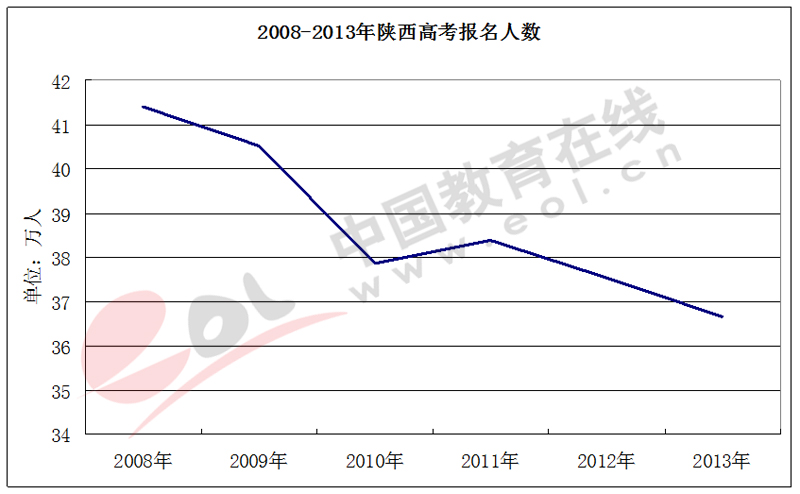 2008-2013年陕西高考报名人数
单位：万人
42
41
40
39
38
37
36
35
34
2008年
2009年
2010年
2011年
2012年
2013年
eol
中国教育在线
www.eol.cn